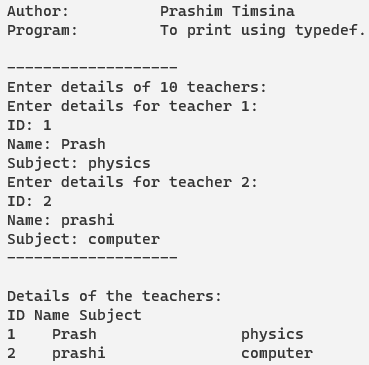 Author:          Prashim Timsina
Program:         To print using typedef.
-------------------
Enter details of 10 teachers:
Enter details for teacher 1:
ID: 1
Name: Prash
Subject: physics
Enter details for teacher 2:
ID: 2
Name: prashi
Subject: computer
-------------------
Details of the teachers:
ID Name Subject
1    Prash                physics
2    prashi               computer